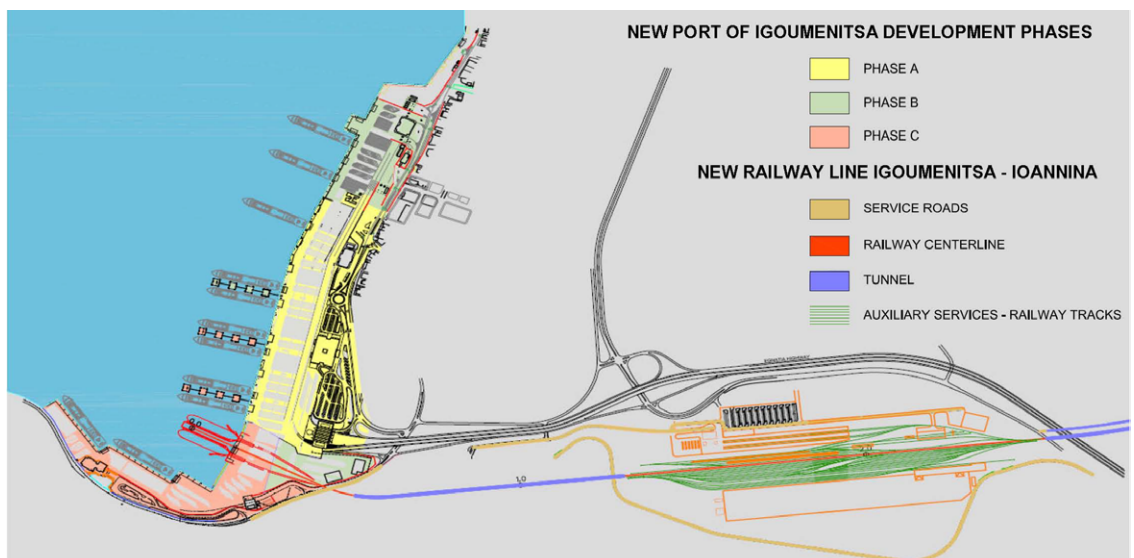 NEW PORT OF IGOUMENITSA DEVELOPMENT PHASES
PHASE A
PHASE B
PHASE C
NEW RAILWAY LINE IGOUMENITSA - IOANNINA
SERVICE ROADS
RAILWAY CENTERLINE
TUNNEL
AUXILIARY SERVICES - RAILWAY TRACKS